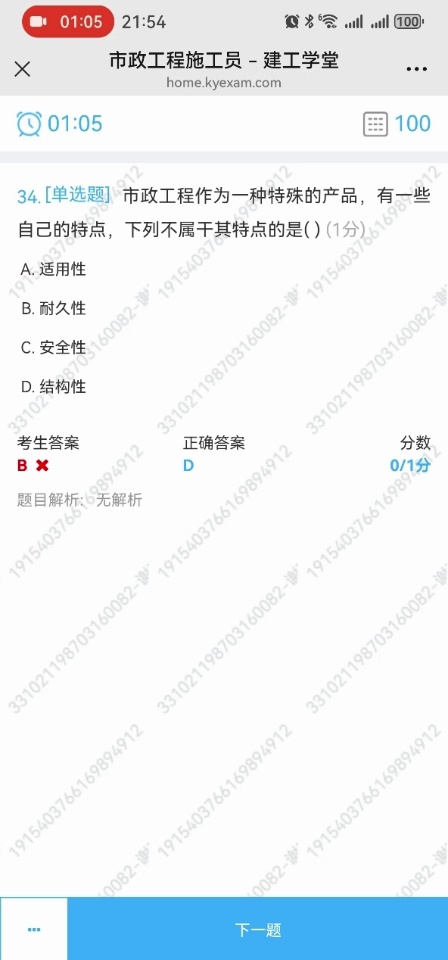 01:05 21:54 6 100
市政工程施工员 – 建工学堂
home.kyexam.com
01:05 100
34.[单选题] 市政工程作为一种特殊的产品，有一些
自己的特点，下列不属干其特点的是( ) (1分)
A. 适用性
B. 耐久性
C. 安全性
D. 结构性
考生答案 正确答案 分数
B ✖ D 0/1分
题目解析: 无解析
1915403766169894912
331021198703160082
下一题